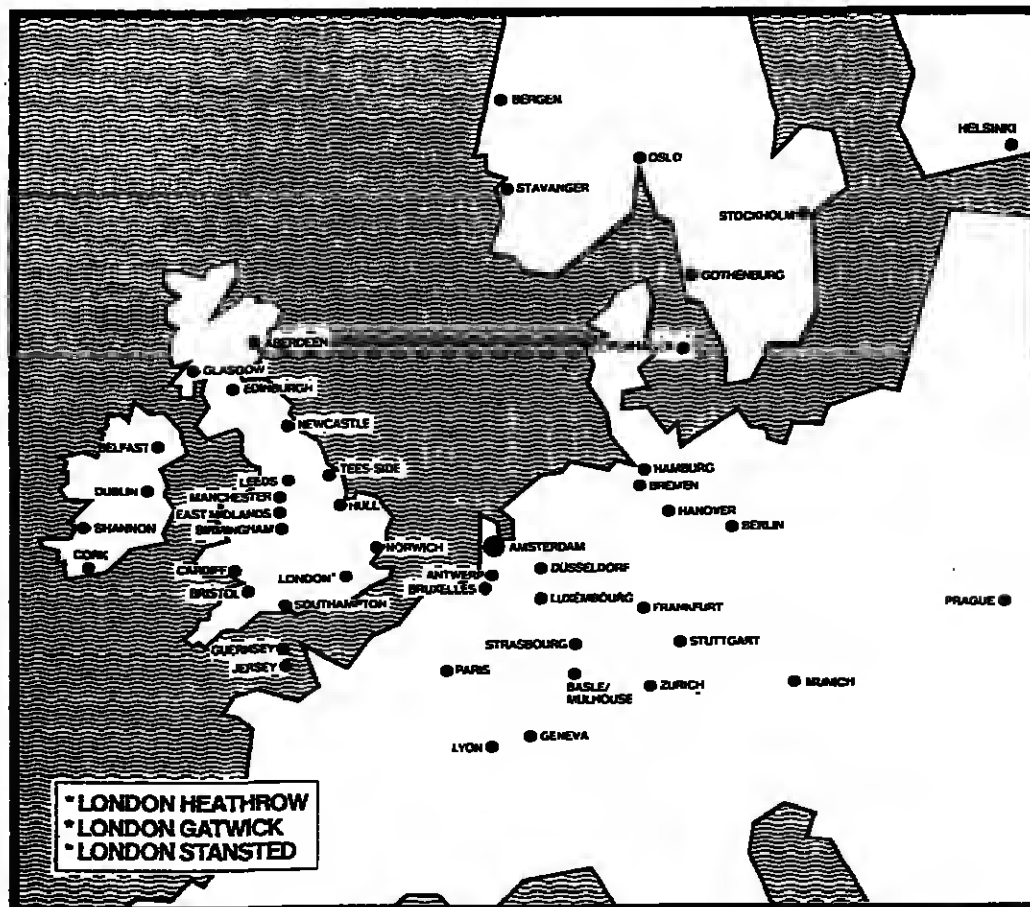 BERGEN
HELSINKI
OSLO
STAVANGER
STOCKHOLM
GOTHENBURG
ABERDEEN
GLASGOW
EDINBURGH
NEWCASTLE
BELFAST
TEES-SIDE
HAMBURG
LEEDS
BREMEN
DUBLIN
MANCHESTER
HULL
EAST MIDLANDS
HANOVER
SHANNON
BIRMINGHAM
BERLIN
NORWICH
AMSTERDAM
CORK
CARDIFF
LONDON*
ANTWERP
DÜSSELDORF
BRISTOL
BRUXELLES
LUXEMBOURG
SOUTHAMPTON
FRANKFURT
PRAGUE
GUERNSEY
STRASBOURG
STUTTGART
JERSEY
PARIS
BASLE/
MULHOUSE
ZURICH
MUNICH
GENEVA
LYON
*LONDON HEATHROW
*LONDON GATWICK
*LONDON STANSTED